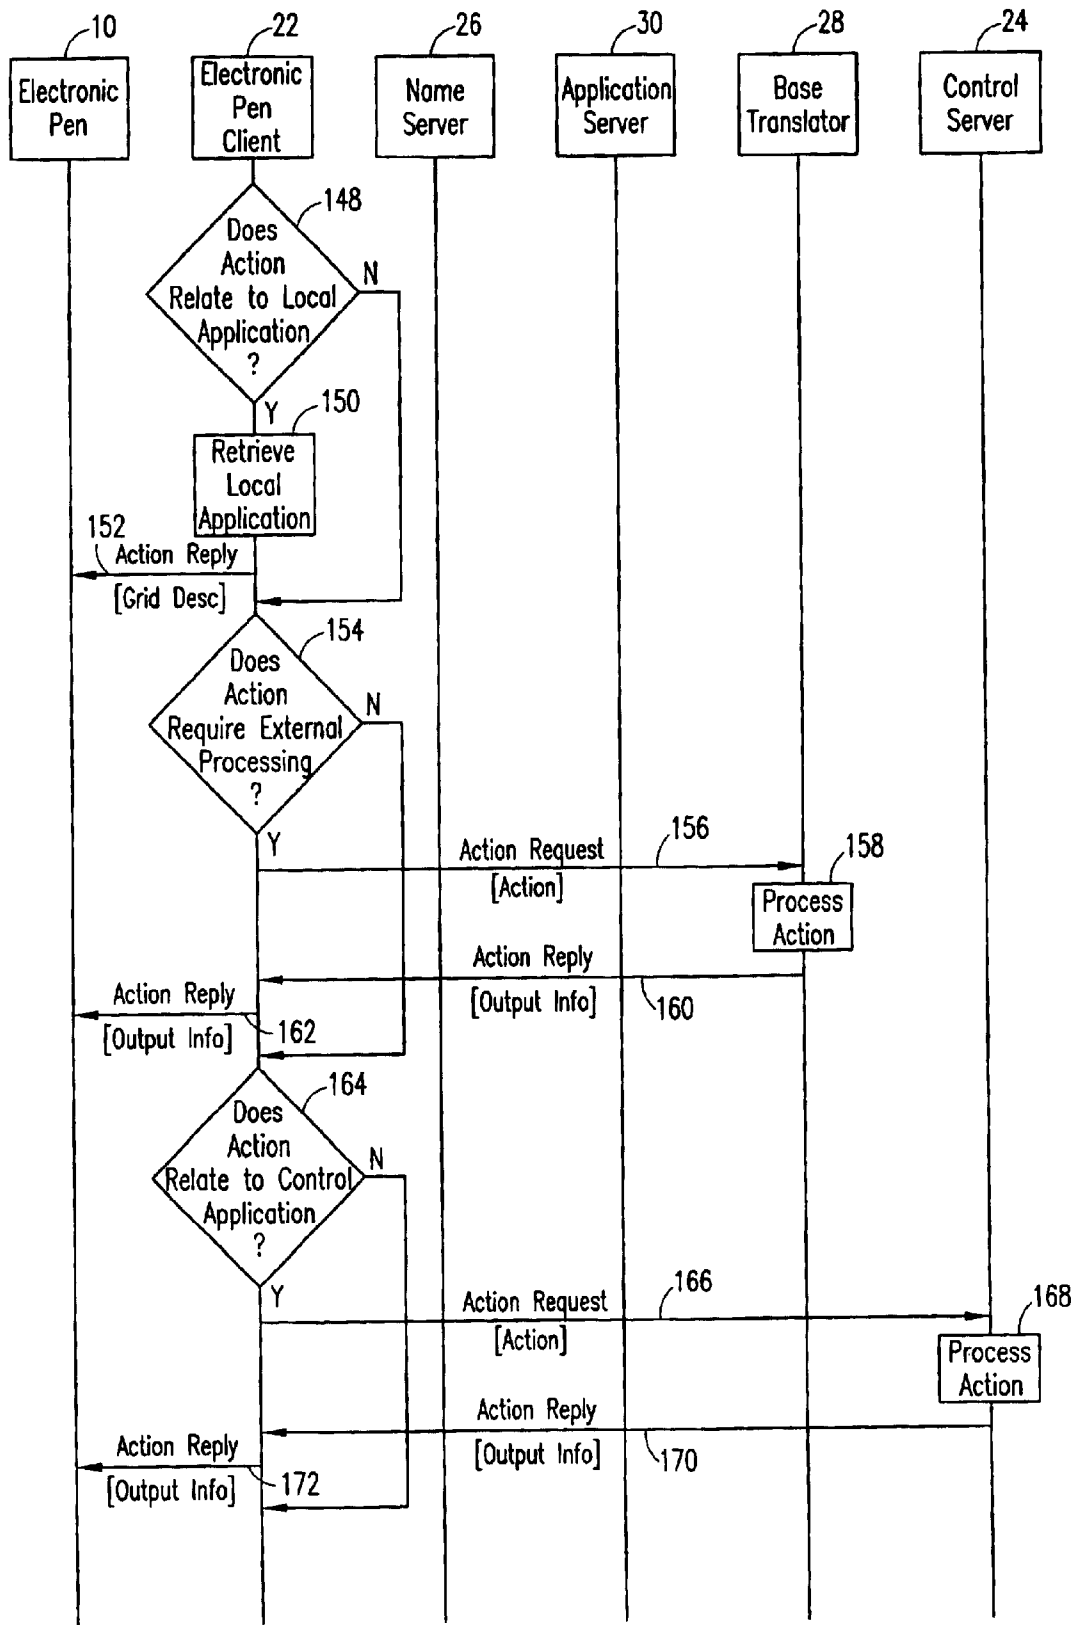 10
22
26
30
28
24
Electronic
Pen
Electronic
Pen
Client
Name
Server
Application
Server
Base
Translator
Control
Server
148
Does
Action
Relate to Local
Application
?
N
Y
150
Retrieve
Local
Application
152
Action Reply
[Grid Desc]
154
Does
Action
Require External
Processing
?
N
Y
Action Request
156
[Action]
158
Process
Action
Action Reply
[Output Info]
160
Action Reply
[Output Info]
162
164
Does
Action
Relate to Control
Application
?
N
Y
Action Request
166
[Action]
168
Process
Action
Action Reply
[Output Info]
170
Action Reply
[Output Info]
172